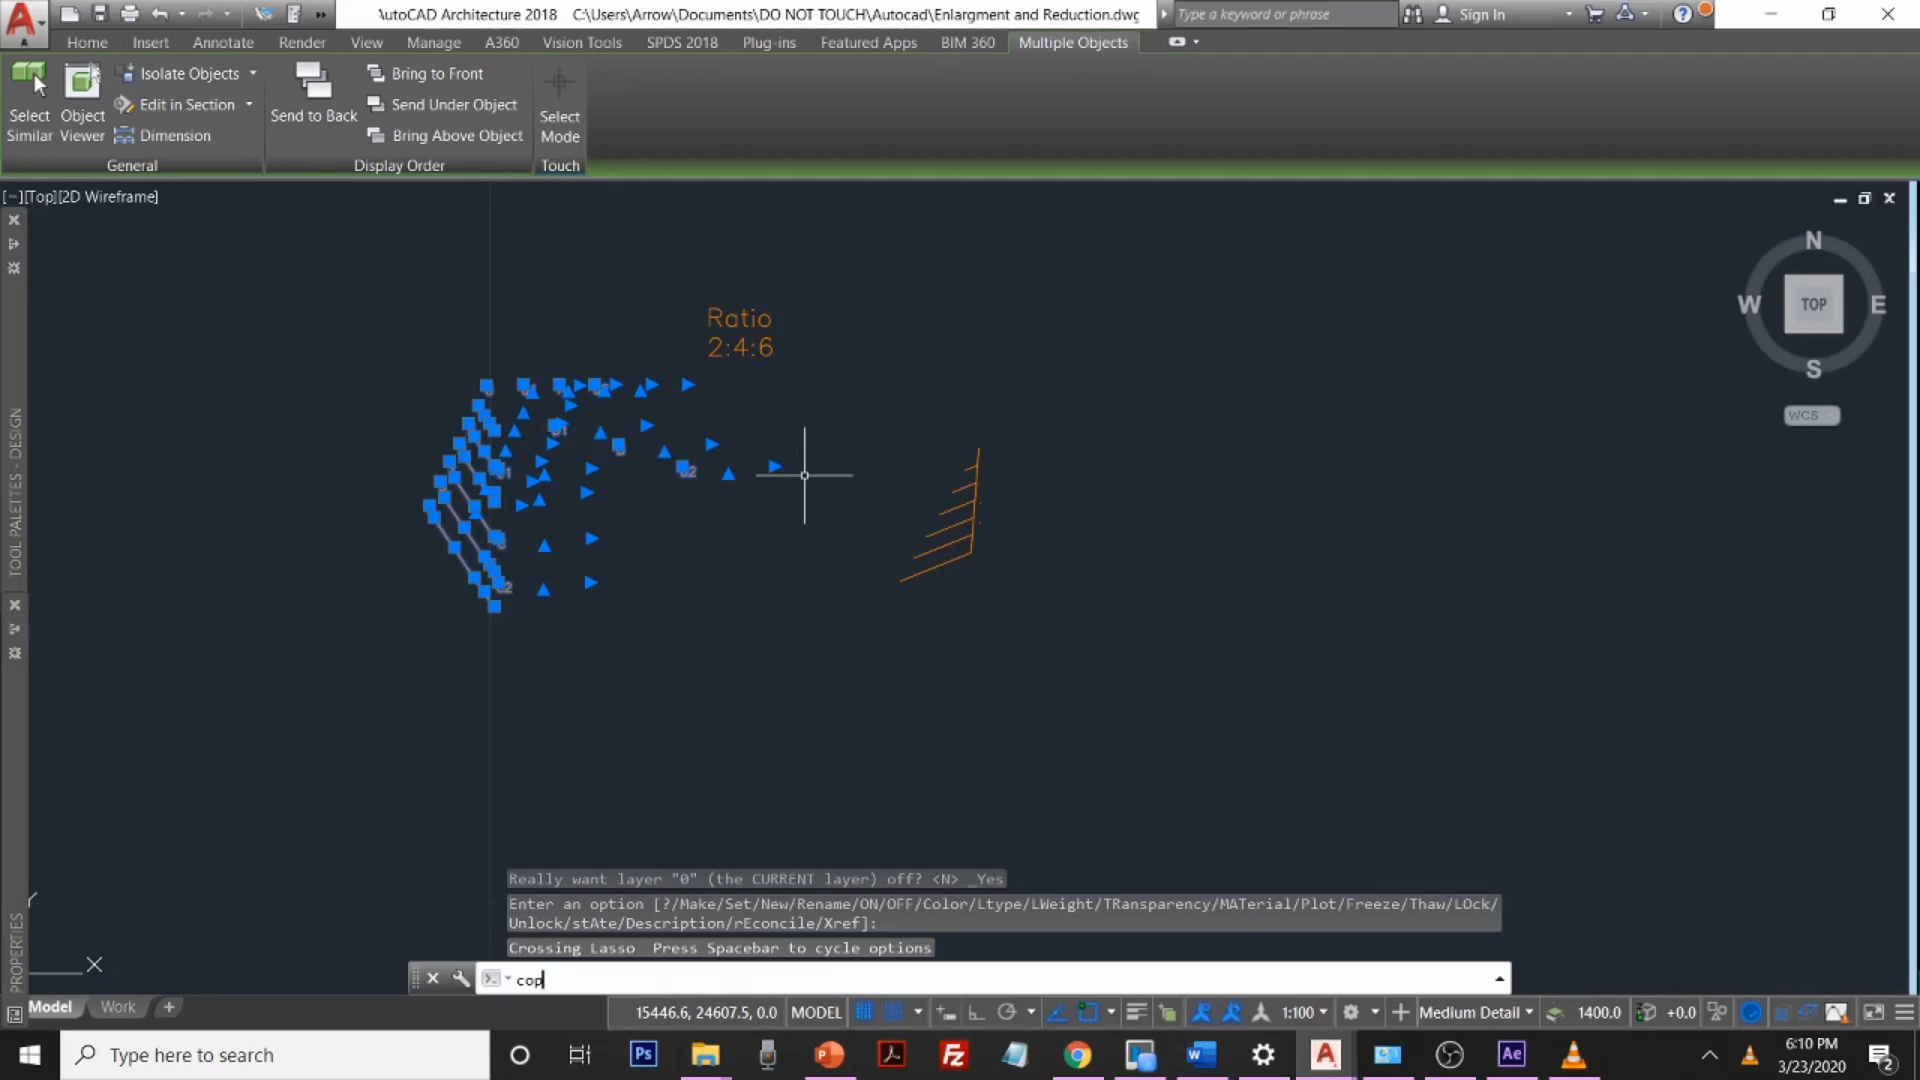 AutoCAD Architecture 2018 C:\Users\Arrow\Documents\DO NOT TOUCH\Autocad\Enlargment and Reduction.dwg
Type a keyword or phrase
Sign In
Home Insert Annotate Render View Manage A360 Vision Tools SPDS 2018 Plug-ins Featured Apps BIM 360 Multiple Objects
Select Similar
Object Viewer
Isolate Objects
Edit in Section
Dimension
General
Send to Back
Bring to Front
Send Under Object
Bring Above Object
Display Order
Select Mode
Touch
[−][Top][2D Wireframe]
N
W
TOP
E
S
WCS
Ratio
2:4:6
TOOL PALETTES - DESIGN
PROPERTIES
Really want layer "0" (the CURRENT layer) off? <N> _Yes
Enter an option [?/Make/Set/New/Rename/ON/OFF/Color/Ltype/LWeight/TRansparency/MATerial/Plot/Freeze/Thaw/LOck/
Unlock/stAte/Description/rEconcile/Xref]:
Crossing Lasso  Press Spacebar to cycle options
cop
Model Work +
15446.6, 24607.5, 0.0 MODEL 1:100 Medium Detail 1400.0 +0.0
Type here to search
6:10 PM
3/23/2020
2